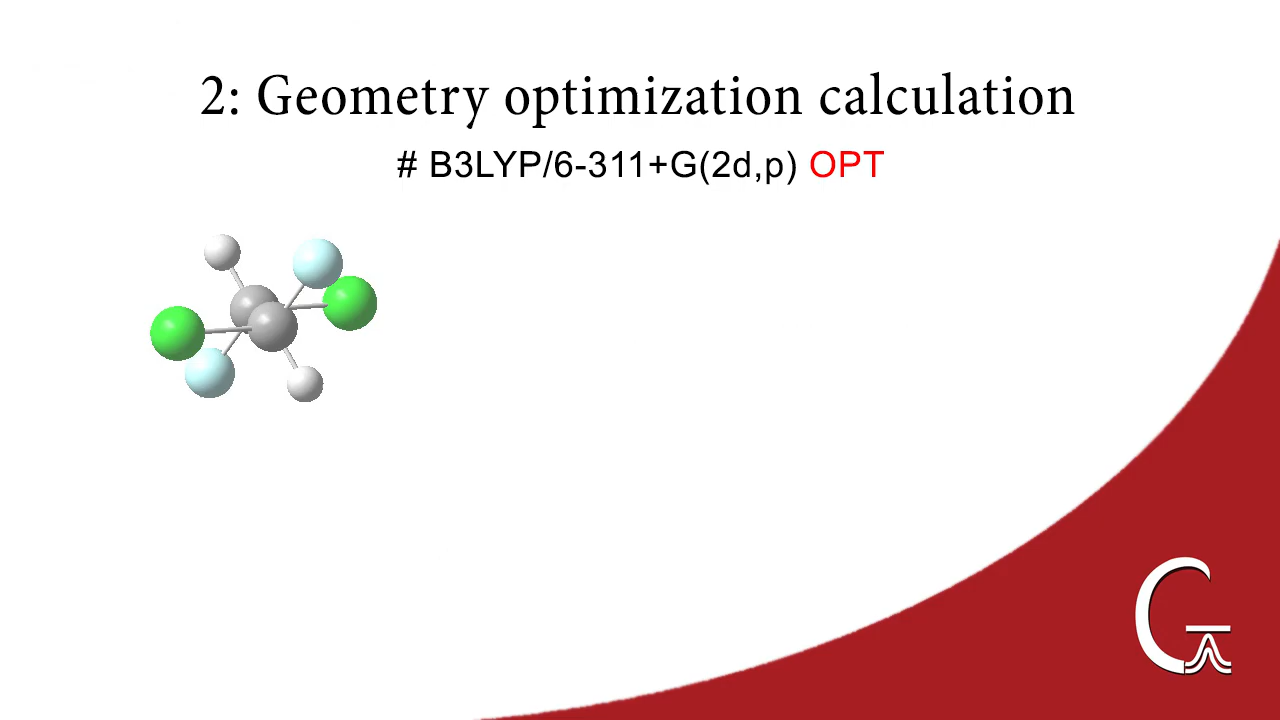 2: Geometry optimization calculation
# B3LYP/6-311+G(2d,p) OPT
G